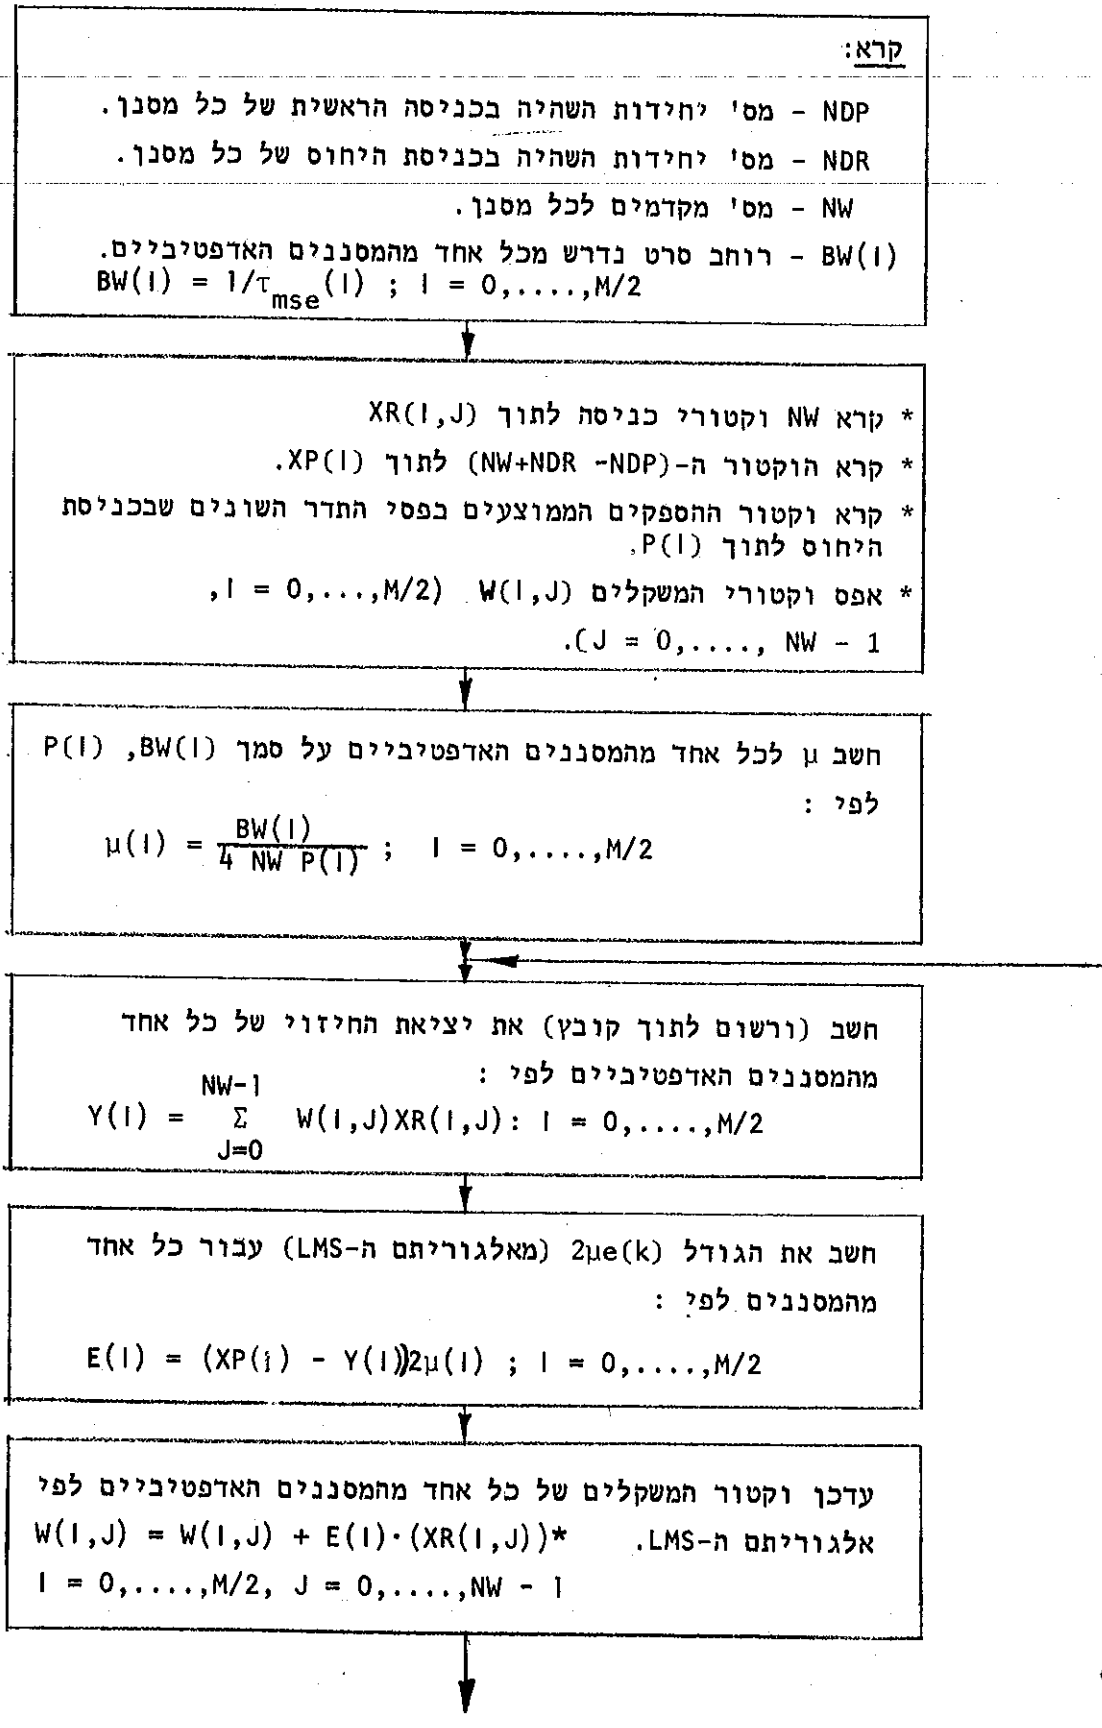 קרא:
NDP - מס' יחידות השהיה בכניסה הראשית של כל מסנן.
NDR - מס' יחידות השהיה בכניסת היחוס של כל מסנן.
NW - מס' מקדמים לכל מסנן.
BW(I) - רוחב סרט נדרש מכל אחד מהמסננים האדפטיביים.
BW(I) = 1/τmse(I) ; I = 0,....,M/2
* קרא NW וקטורי כניסה לתוך XR(I,J)
* קרא הוקטור ה-(NW+NDR -NDP) לתוך XP(I).
* קרא וקטור ההספקים הממוצעים בפסי התדר השונים שבכניסת
היחוס לתוך P(I).
* אפס וקטורי המשקלים W(I,J) (I = 0,...,M/2,
J = 0,...., NW - 1).
חשב μ לכל אחד מהמסננים האדפטיביים על סמך BW(I), P(I)
לפי :
μ(I) = BW(I) / 4 NW P(I) ; I = 0,....,M/2
חשב (ורשום לתוך קובץ) את יציאת החיזוי של כל אחד
מהמסננים האדפטיביים לפי :
NW-1
Y(I) = Σ W(I,J)XR(I,J): I = 0,....,M/2
J=0
חשב את הגודל 2μe(k) (מאלגוריתם ה-LMS) עבור כל אחד
מהמסננים לפי :
E(I) = (XP(i) - Y(I))2μ(I) ; I = 0,....,M/2
עדכן וקטור המשקלים של כל אחד מהמסננים האדפטיביים לפי
אלגוריתם ה-LMS. W(I,J) = W(I,J) + E(I)·(XR(I,J))*
I = 0,....,M/2, J = 0,....,NW - 1